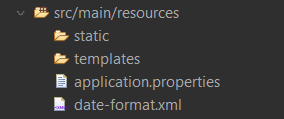 src/main/resources
static
templates
application.properties
date-format.xml